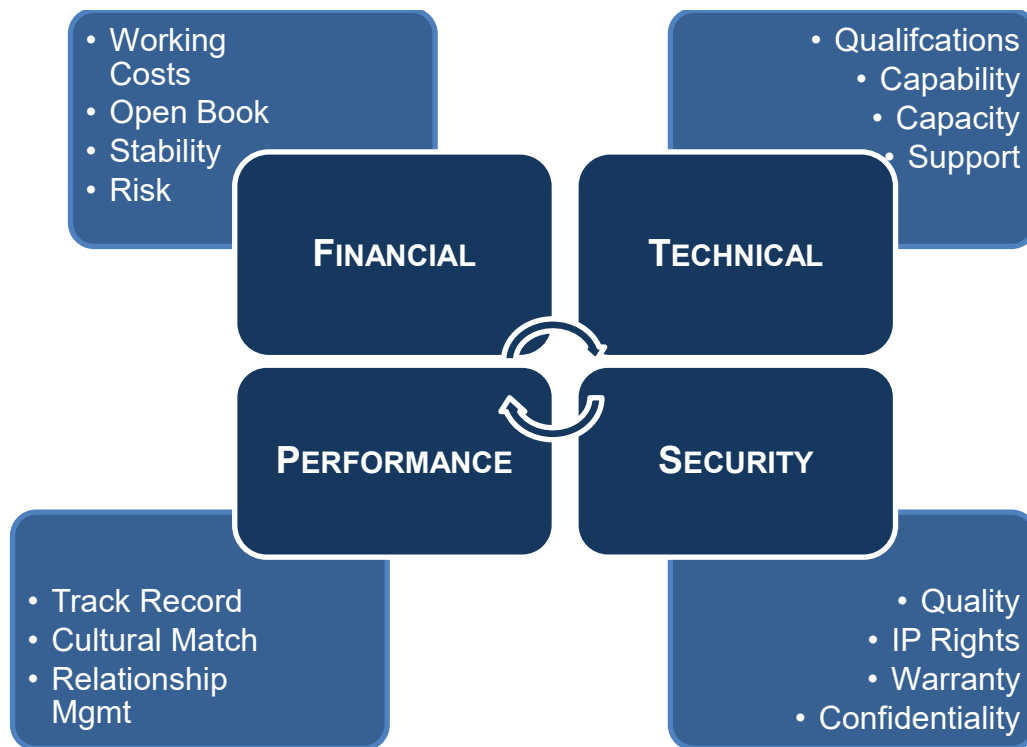 • Working
Costs
• Open Book
• Stability
• Risk
• Qualifcations
• Capability
• Capacity
• Support
FINANCIAL
TECHNICAL
PERFORMANCE
SECURITY
• Track Record
• Cultural Match
• Relationship
Mgmt
• Quality
• IP Rights
• Warranty
• Confidentiality